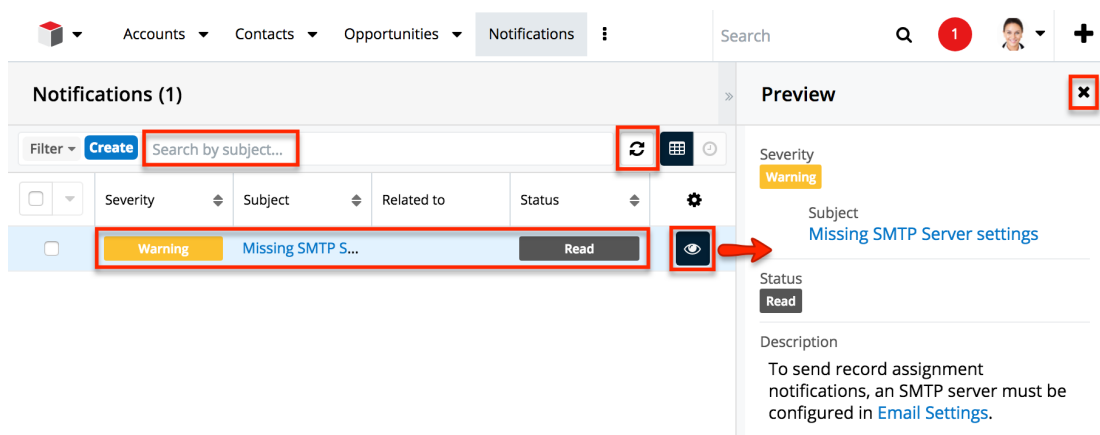 Accounts Contacts Opportunities Notifications Search 1
Notifications (1)
Filter Create Search by subject...
Severity Subject Related to Status
Warning Missing SMTP S... Read
Preview
Severity
Warning
Subject
Missing SMTP Server settings
Status
Read
Description
To send record assignment
notifications, an SMTP server must be
configured in Email Settings.